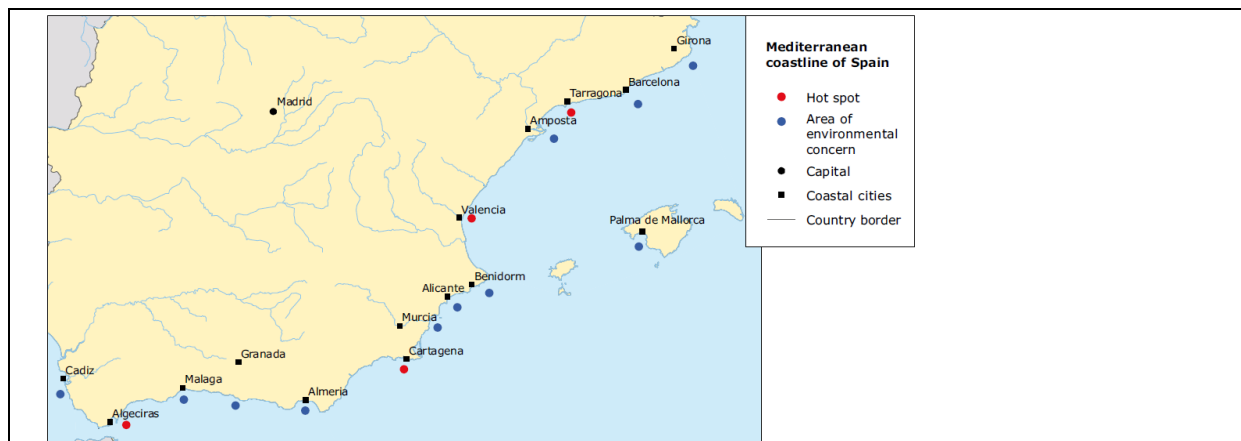 Girona
Barcelona
Tarragona
Madrid
Amposta
Valencia
Palma de Mallorca
Benidorm
Alicante
Murcia
Cartagena
Granada
Cadiz
Malaga
Almeria
Algeciras
Mediterranean
coastline of Spain
Hot spot
Area of
environmental
concern
Capital
Coastal cities
Country border